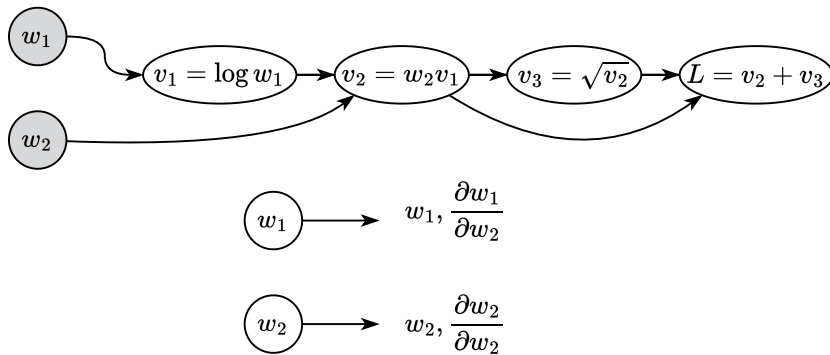 w₁
v₁ = log w₁
v₂ = w₂v₁
v₃ = √v₂
L = v₂ + v₃
w₂
w₁ w₁, ∂w₁/∂w₂
w₂ w₂, ∂w₂/∂w₂